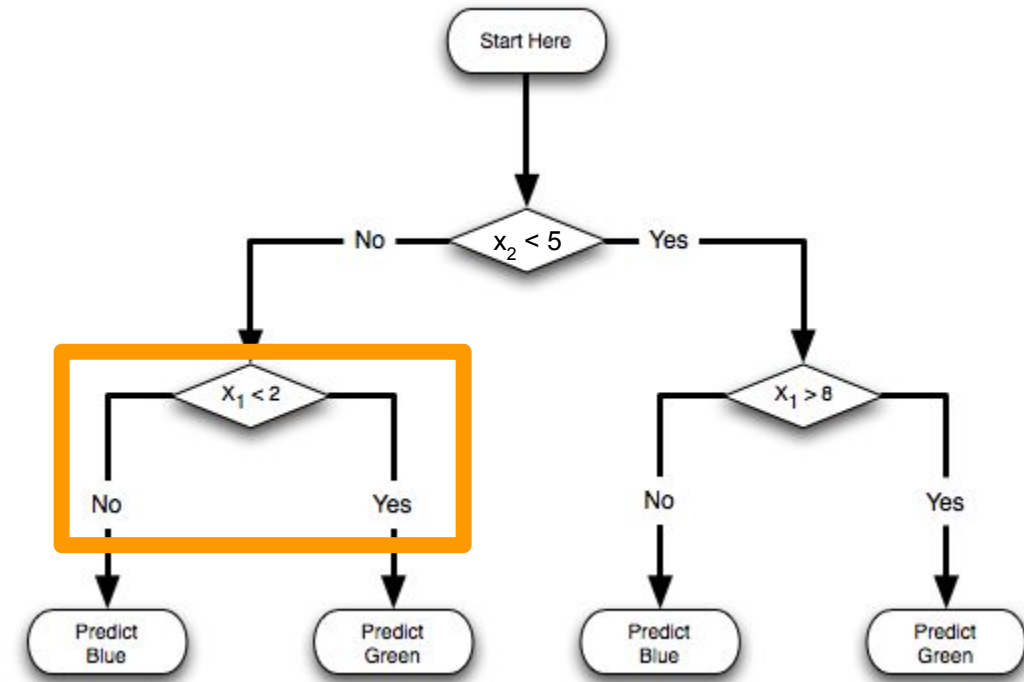 Start Here
No
x₂ < 5
Yes
X₁ < 2
X₁ > 8
No
Yes
No
Yes
Predict
Blue
Predict
Green
Predict
Blue
Predict
Green